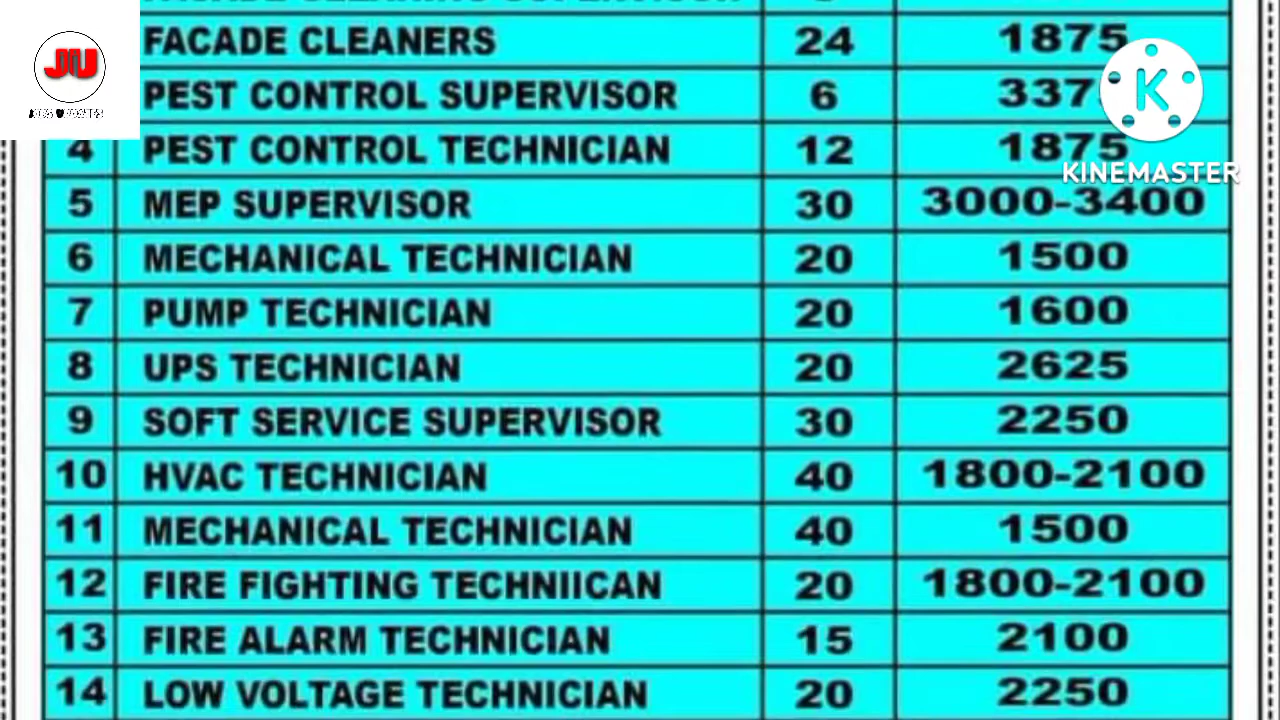 FACADE CLEANERS 24 1875
PEST CONTROL SUPERVISOR 6
4 PEST CONTROL TECHNICIAN 12 1875
5 MEP SUPERVISOR 30 3000-3400
6 MECHANICAL TECHNICIAN 20 1500
7 PUMP TECHNICIAN 20 1600
8 UPS TECHNICIAN 20 2625
9 SOFT SERVICE SUPERVISOR 30 2250
10 HVAC TECHNICIAN 40 1800-2100
11 MECHANICAL TECHNICIAN 40 1500
12 FIRE FIGHTING TECHNIICAN 20 1800-2100
13 FIRE ALARM TECHNICIAN 15 2100
14 LOW VOLTAGE TECHNICIAN 20 2250
JU
K
KINEMASTER